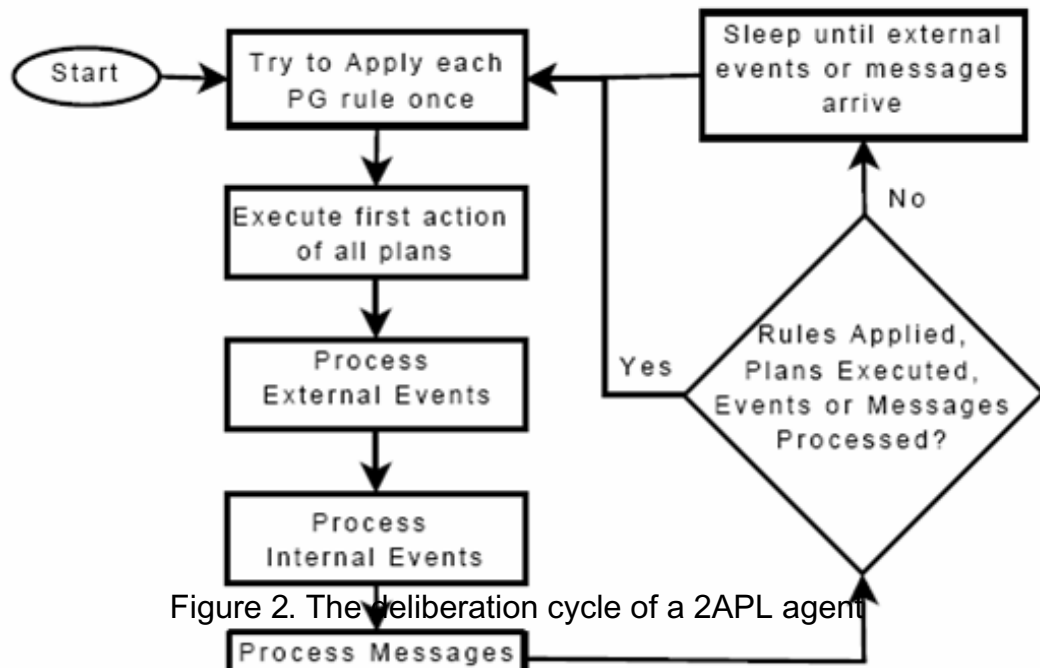 Start
Try to Apply each
PG rule once
Execute first action
of all plans
Process
External Events
Process
Internal Events
Process Messages
Rules Applied,
Plans Executed,
Events or Messages
Processed?
Yes
No
Sleep until external
events or messages
arrive
Figure 2. The deliberation cycle of a 2APL agent